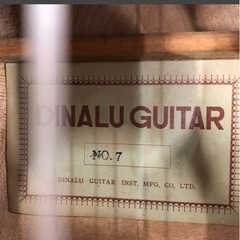 DINALU GUITAR
NO. 7
DINALU GUITAR INST. MFG. CO, LTD.